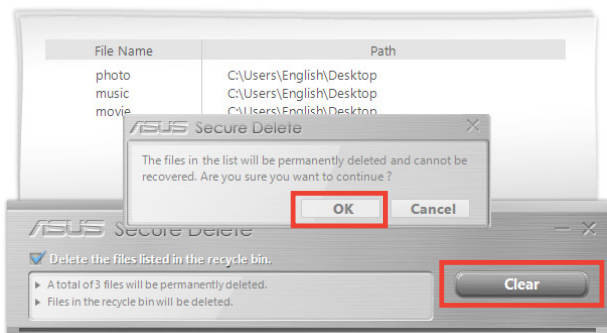 File Name Path
photo C:\Users\English\Desktop
music C:\Users\English\Desktop
movie C:\Users\English\Desktop
ASUS Secure Delete
The files in the list will be permanently deleted and cannot be
recovered. Are you sure you want to continue ?
OK Cancel
ASUS Secure Delete
Delete the files listed in the recycle bin.
A total of 3 files will be permanently deleted.
Files in the recycle bin will be deleted.
Clear